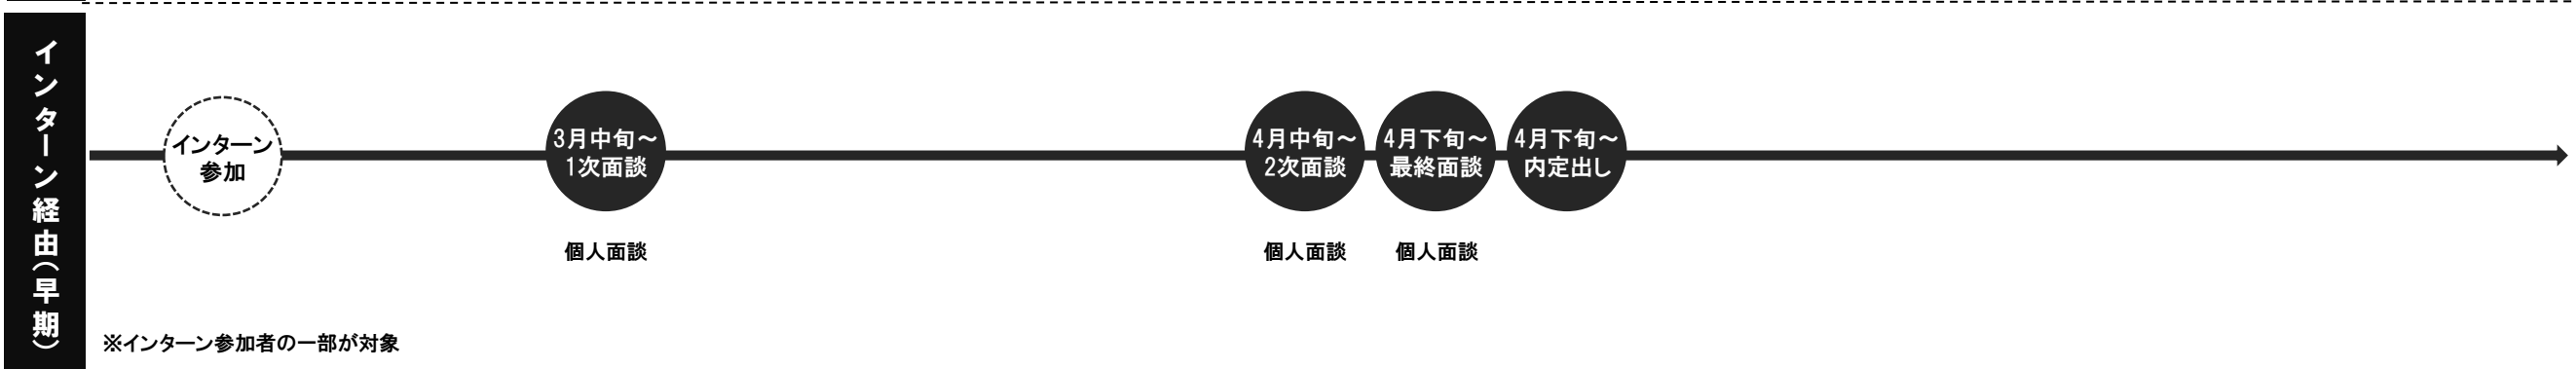 インターン経由(早期)
インターン
参加
3月中旬～
1次面談
4月中旬～
2次面談
4月下旬～
最終面談
4月下旬～
内定出し
個人面談
個人面談
個人面談
※インターン参加者の一部が対象